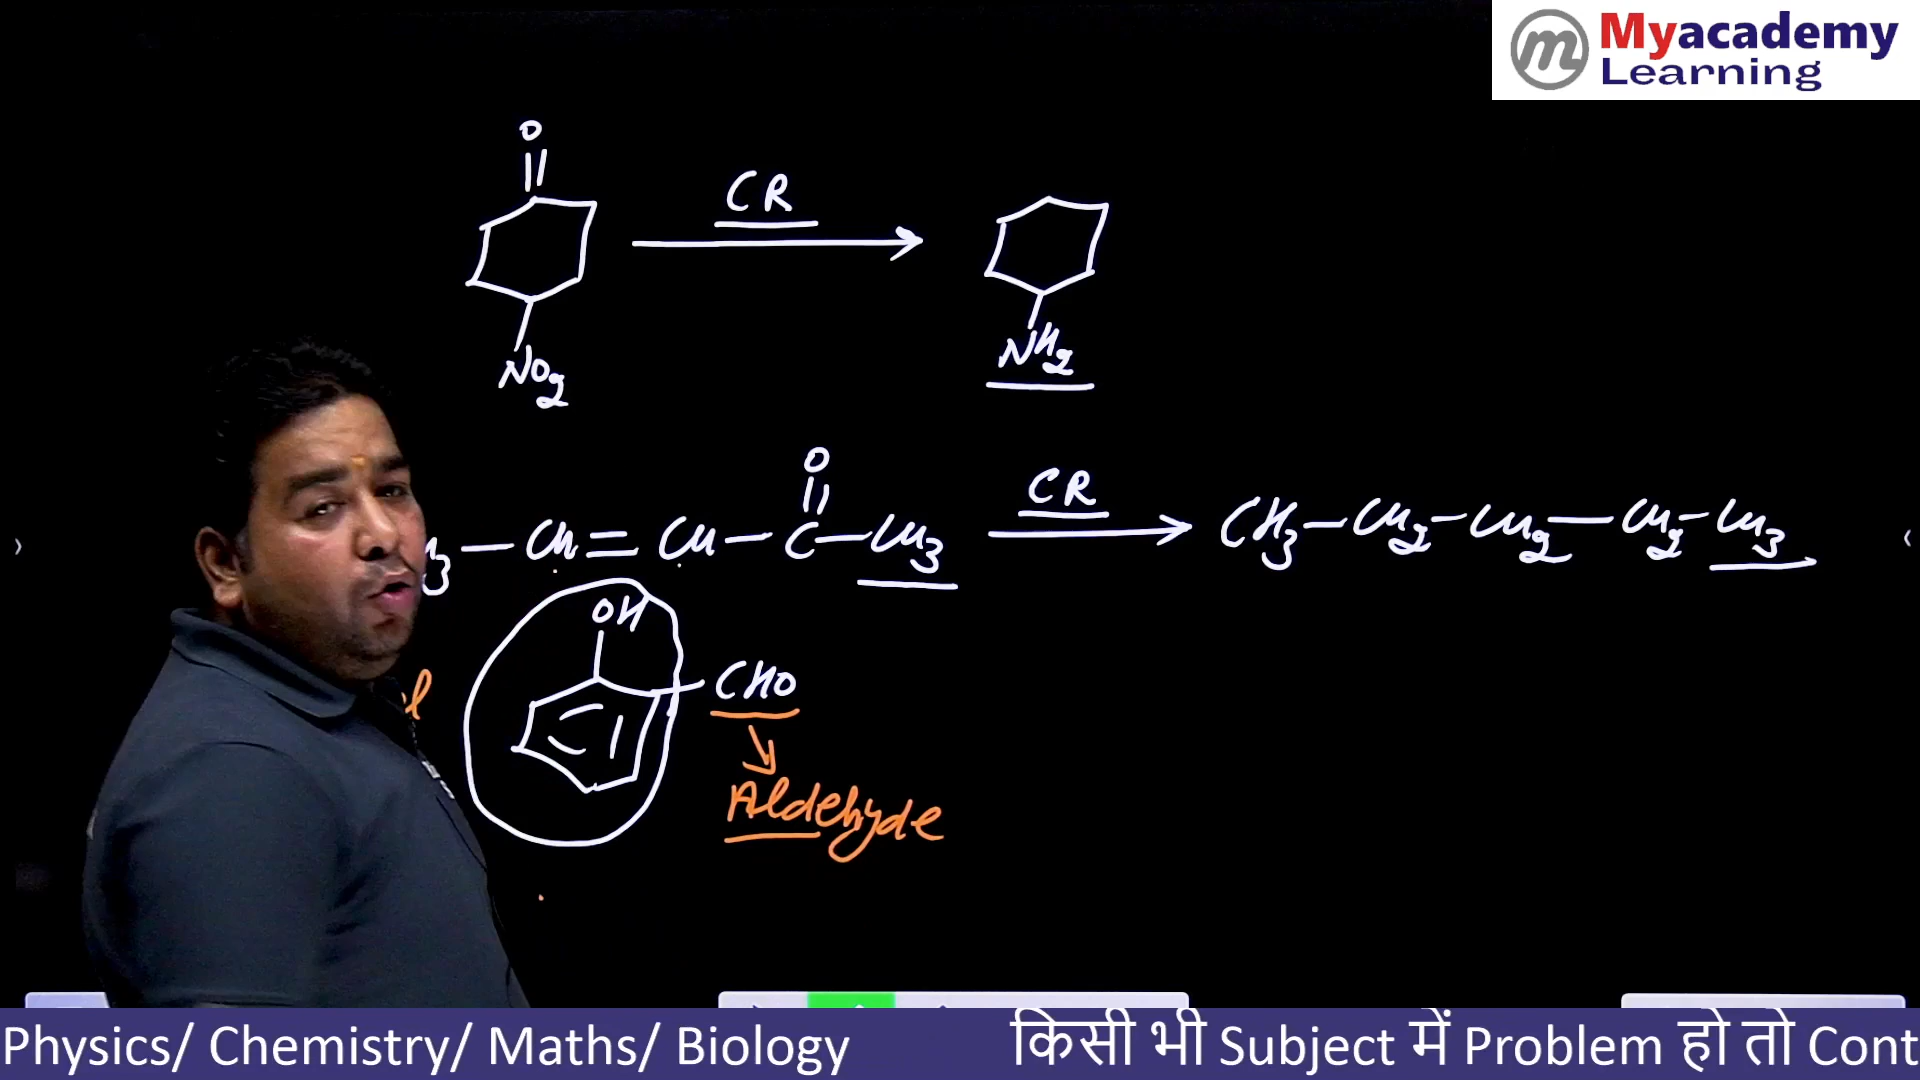 Myacademy
Learning
O
CR
NO2
NH2
O
CR
3 — CH = CH — C — CH3
CH3 — CH2 — CH2 — CH2 — CH3
OH
CHO
Aldehyde
Physics/ Chemistry/ Maths/ Biology किसी भी Subject में Problem हो तो Cont